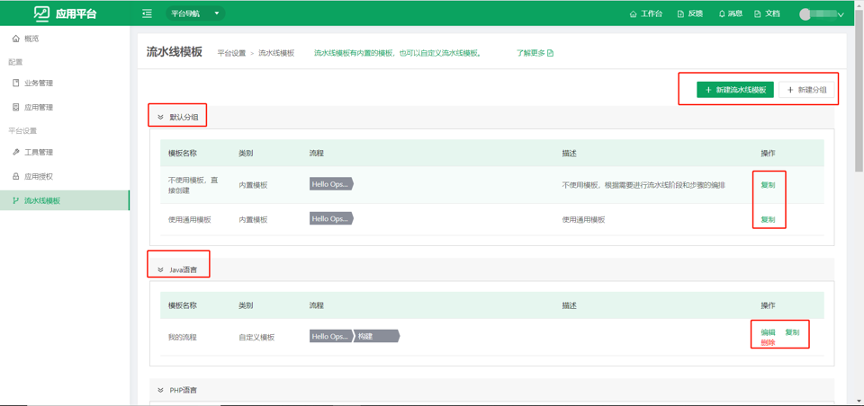 应用平台
平台导航
工作台
反馈
消息
文档
概览
配置
业务管理
应用管理
平台设置
工具管理
应用授权
流水线模板
流水线模板
平台设置 > 流水线模板
流水线模板有内置的模板，也可以自定义流水线模板。
了解更多
+ 新建流水线模板
+ 新建分组
默认分组
模板名称 类别 流程 描述 操作
不使用模板，直接创建 内置模板 Hello Ops... 不使用模板，根据需要进行流水线阶段和步骤的编排 复制
使用通用模板 内置模板 Hello Ops... 使用通用模板 复制
Java语言
模板名称 类别 流程 描述 操作
我的流程 自定义模板 Hello Ops... 构建 编辑 复制
删除
PHP语言